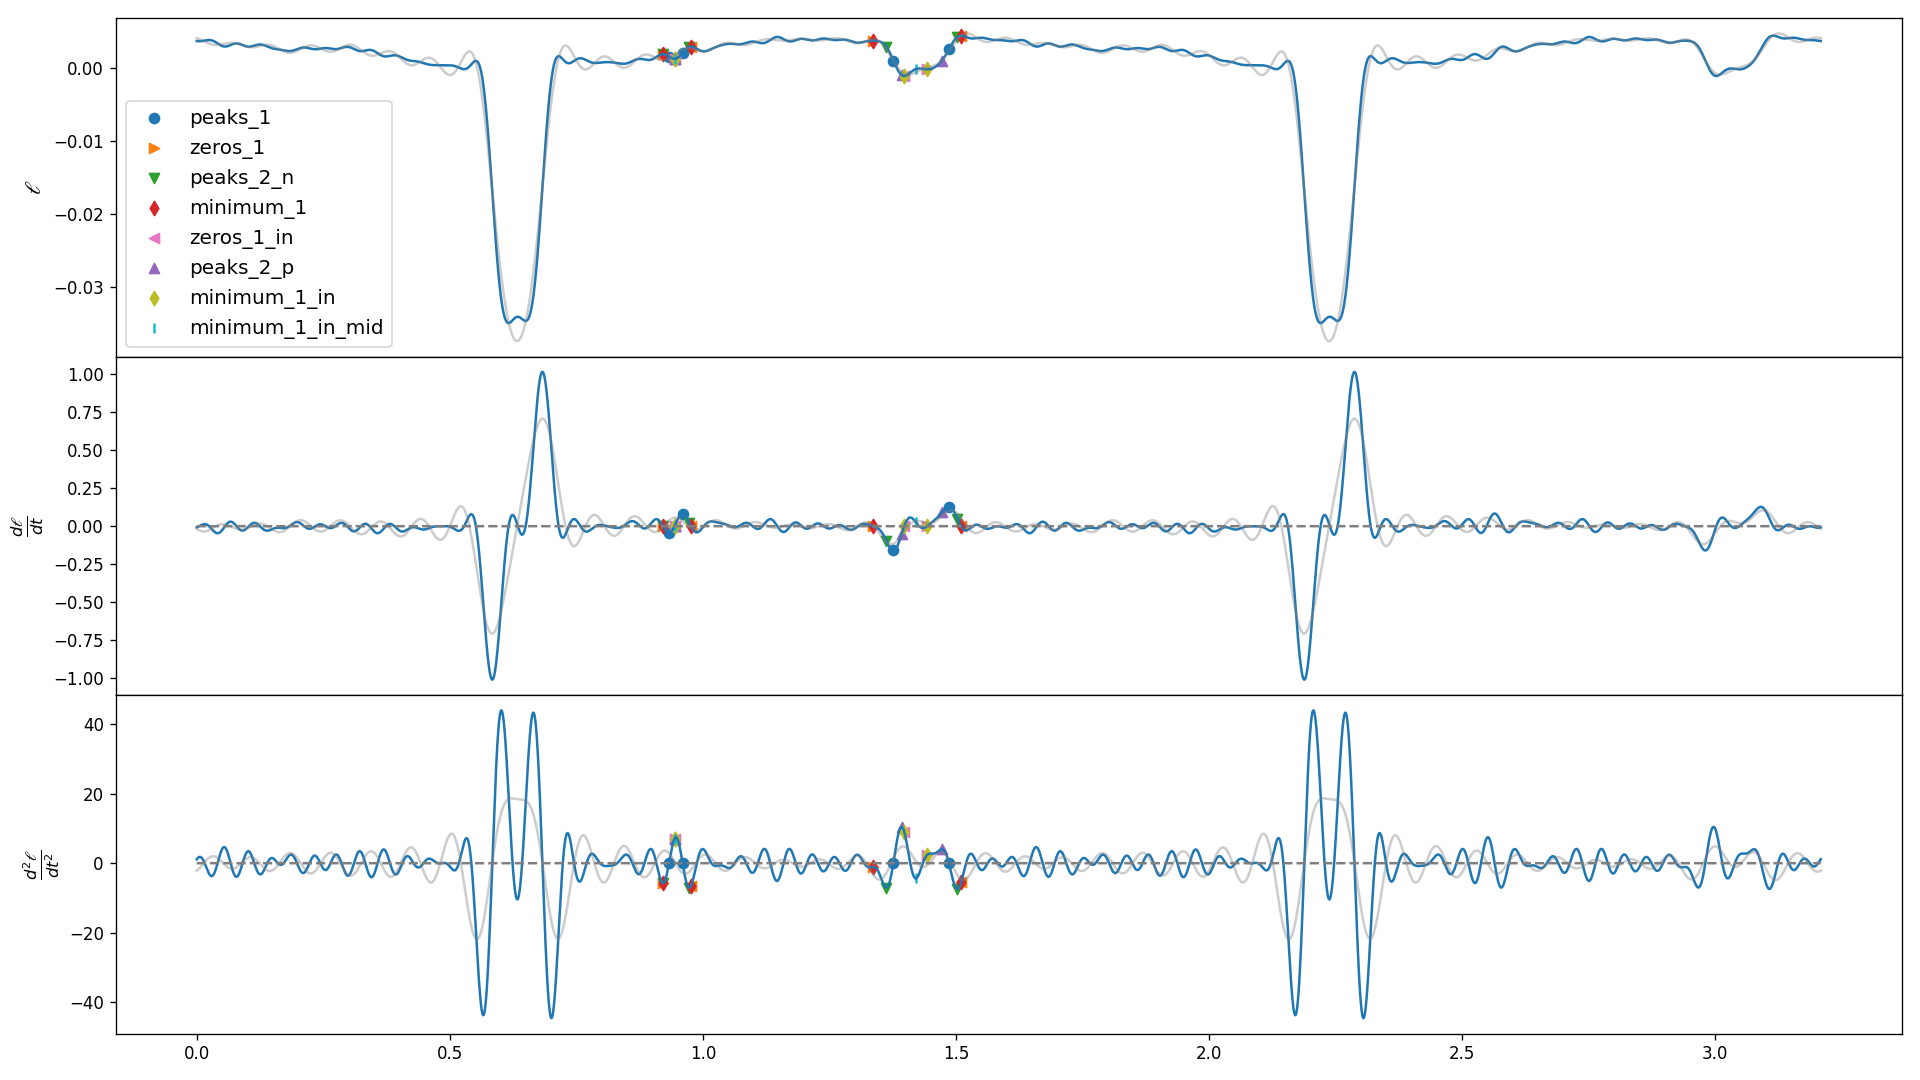 0.00
−0.01
−0.02
−0.03
ℓ
peaks_1
zeros_1
peaks_2_n
minimum_1
zeros_1_in
peaks_2_p
minimum_1_in
minimum_1_in_mid
1.00
0.75
0.50
0.25
0.00
−0.25
−0.50
−0.75
−1.00
dℓ/dt
40
20
0
−20
−40
d²ℓ/dt²
0.0 0.5 1.0 1.5 2.0 2.5 3.0